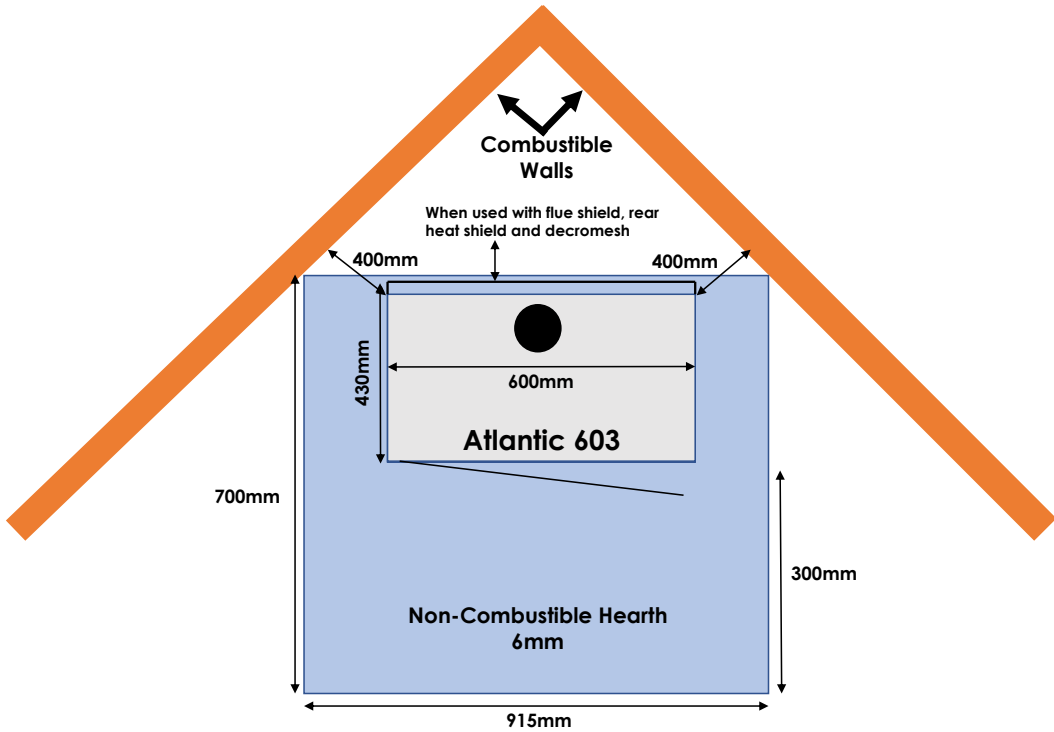 Combustible
Walls
When used with flue shield, rear
heat shield and decromesh
400mm
400mm
430mm
600mm
Atlantic 603
700mm
300mm
Non-Combustible Hearth
6mm
915mm